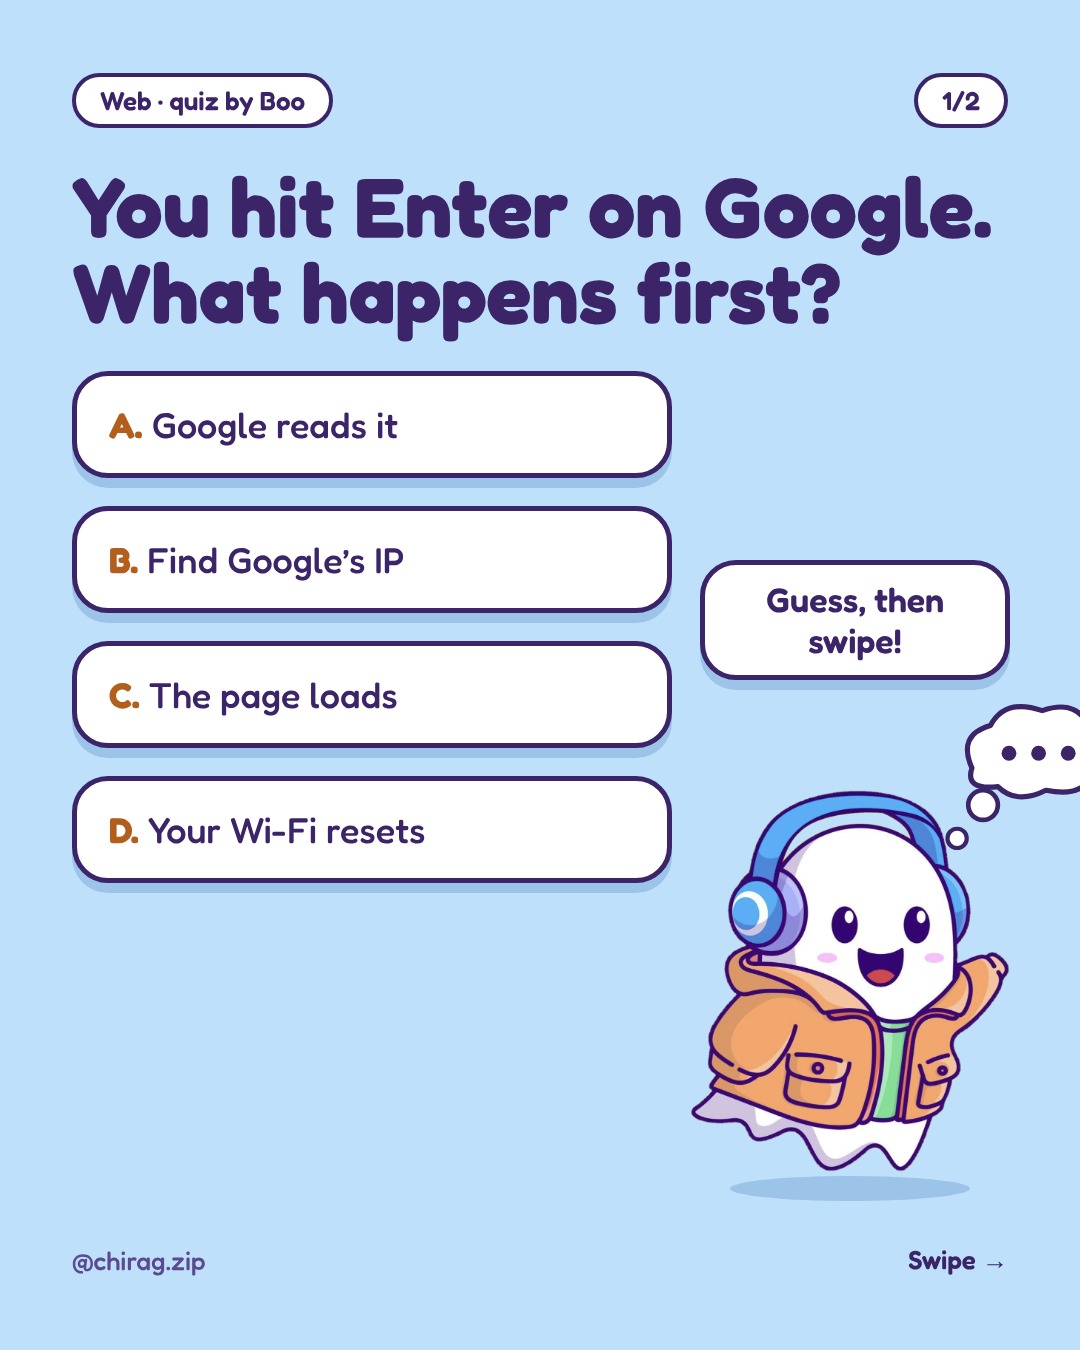 Web · quiz by Boo
1/2
You hit Enter on Google.
What happens first?
A. Google reads it
B. Find Google’s IP
C. The page loads
D. Your Wi-Fi resets
Guess, then
swipe!
@chirag.zip
Swipe →